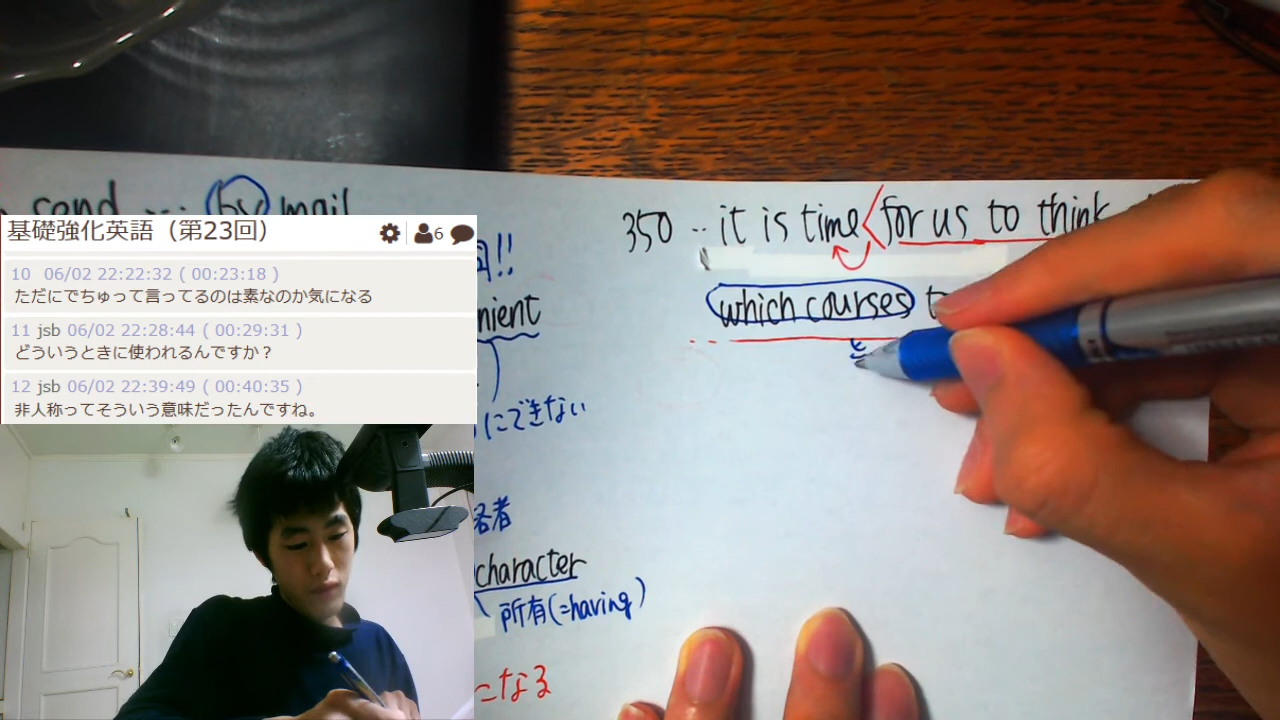 send ... by mail
基礎強化英語（第23回）
6
10 06/02 22:22:32 ( 00:23:18 )
ただにでちゅって言ってるのは素なのか気になる
11 jsb 06/02 22:28:44 ( 00:29:31 )
どういうときに使われるんですか？
12 jsb 06/02 22:39:49 ( 00:40:35 )
非人称ってそういう意味だったんですね。
!!
nient
にできない
者
character
所有(=having)
になる
350 .. it is time for us to think
which courses